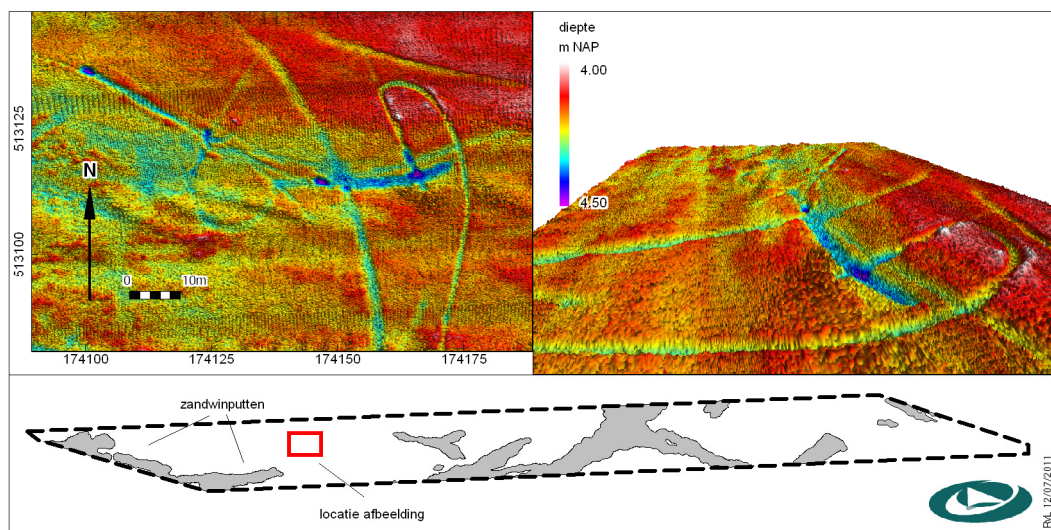 diepte
m NAP
4.00
4.50
513125
513100
N
0 10m
174100 174125 174150 174175
zandwinputten
locatie afbeelding
FML 12/07/2011